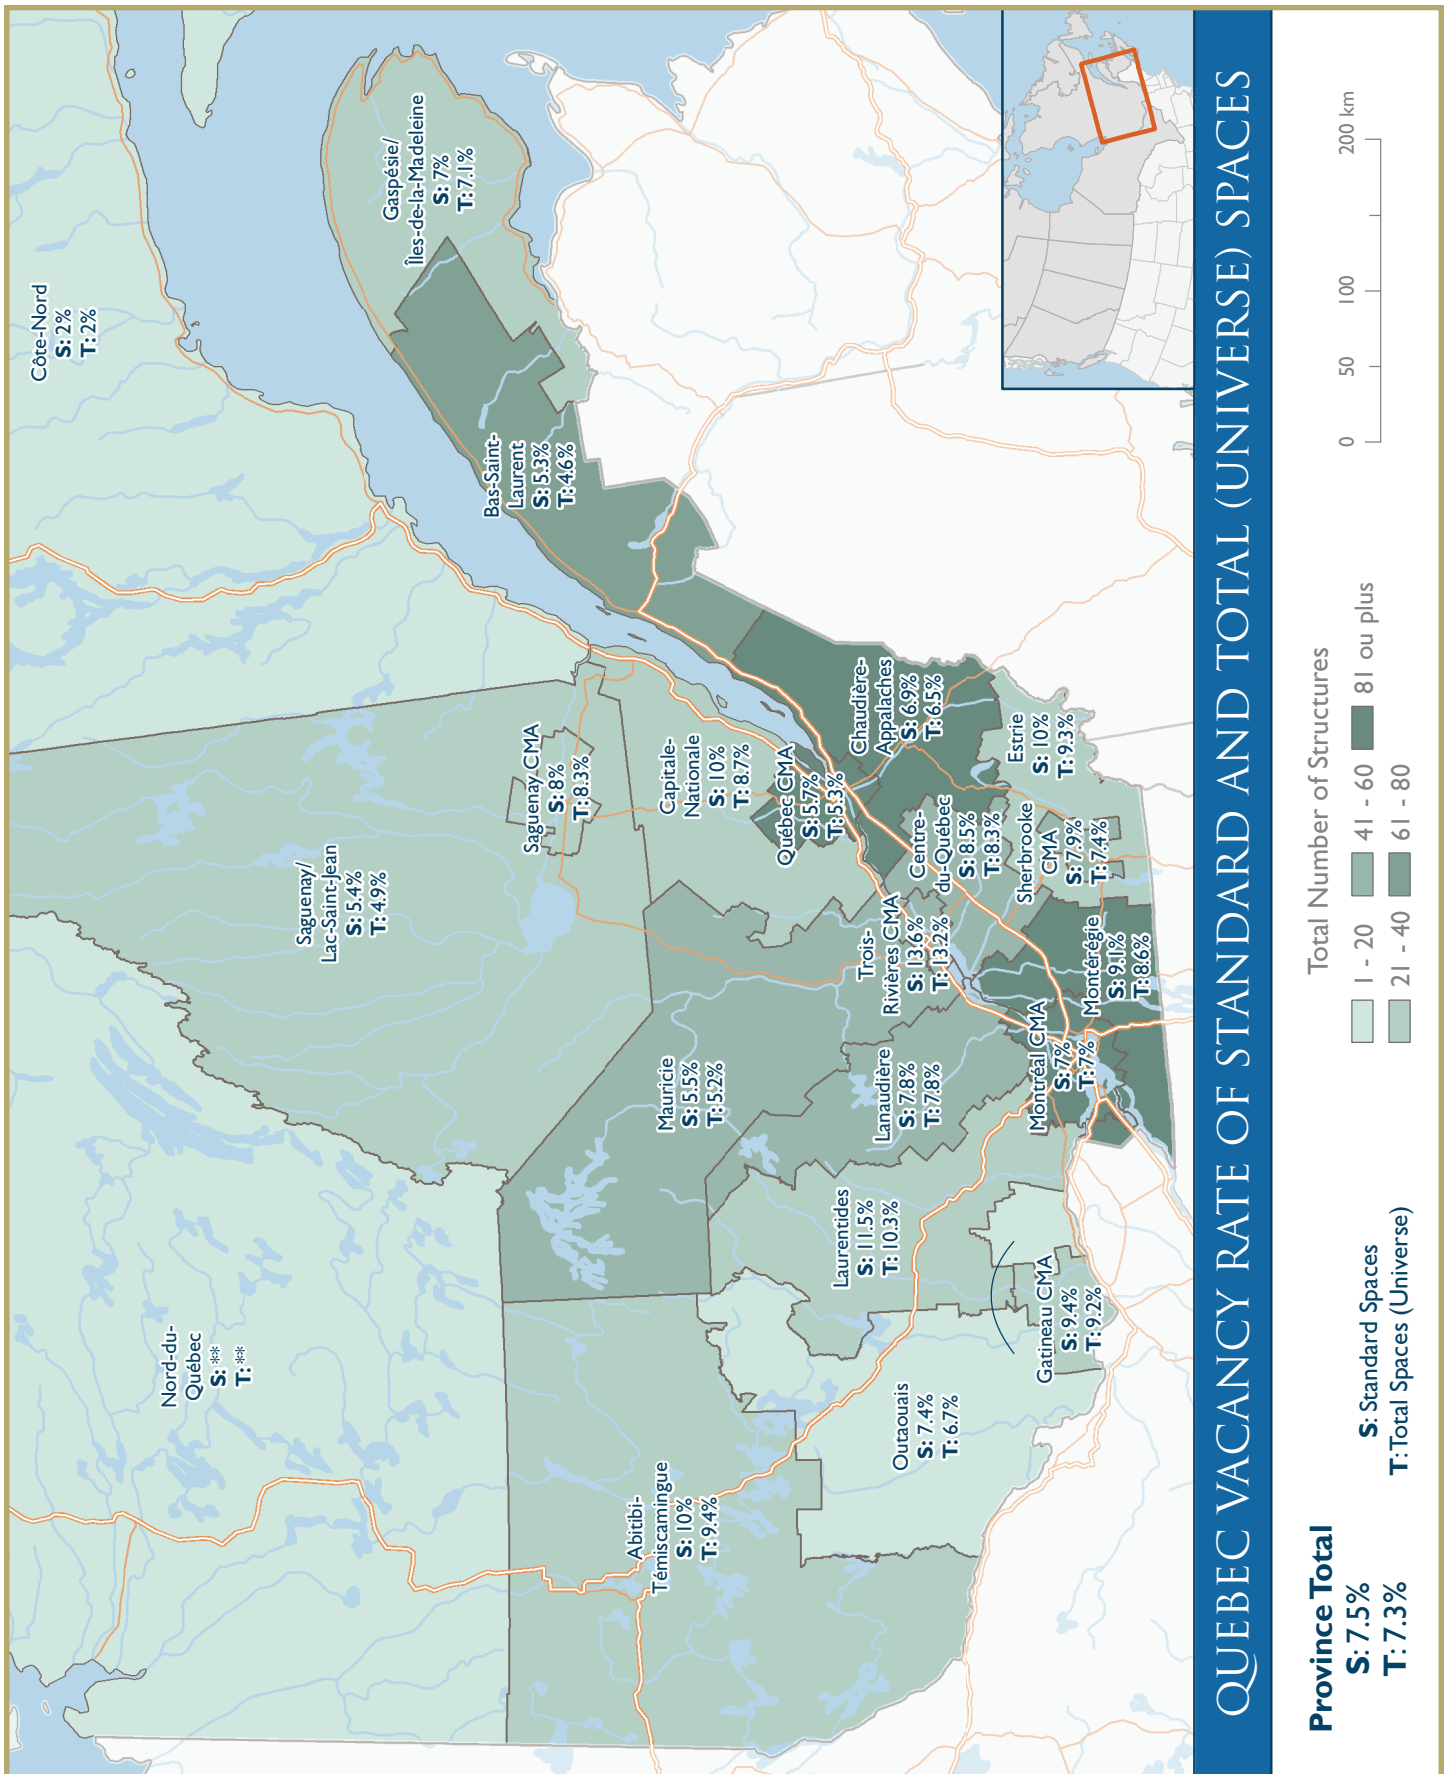 Côte-Nord
S: 2%
T: 2%
Gaspésie/
Îles-de-la-Madeleine
S: 7%
T: 7.1%
Bas-Saint-
Laurent
S: 5.3%
T: 4.6%
Nord-du-
Québec
S: **
T: **
Saguenay/
Lac-Saint-Jean
S: 5.4%
T: 4.9%
Saguenay CMA
S: 8%
T: 8.3%
Capitale-
Nationale
S: 10%
T: 8.7%
Québec CMA
S: 5.7%
T: 5.3%
Chaudière-
Appalaches
S: 6.9%
T: 6.5%
Abitibi-
Témiscamingue
S: 10%
T: 9.4%
Mauricie
S: 5.5%
T: 5.2%
Trois-
Rivières CMA
S: 13.6%
T: 13.2%
Centre-
du-Québec
S: 8.5%
T: 8.3%
Estrie
S: 10%
T: 9.3%
Sherbrooke
CMA
S: 7.9%
T: 7.4%
Outaouais
S: 7.4%
T: 6.7%
Laurentides
S: 11.5%
T: 10.3%
Lanaudière
S: 7.8%
T: 7.8%
Gatineau CMA
S: 9.4%
T: 9.2%
Montréal CMA
S: 7%
T: 7%
Montérégie
S: 9.1%
T: 8.6%
QUEBEC VACANCY RATE OF STANDARD AND TOTAL (UNIVERSE) SPACES
Province Total
S: 7.5%
T: 7.3%
S: Standard Spaces
T: Total Spaces (Universe)
Total Number of Structures
1 - 20
41 - 60
81 ou plus
21 - 40
61 - 80
0 50 100 200 km